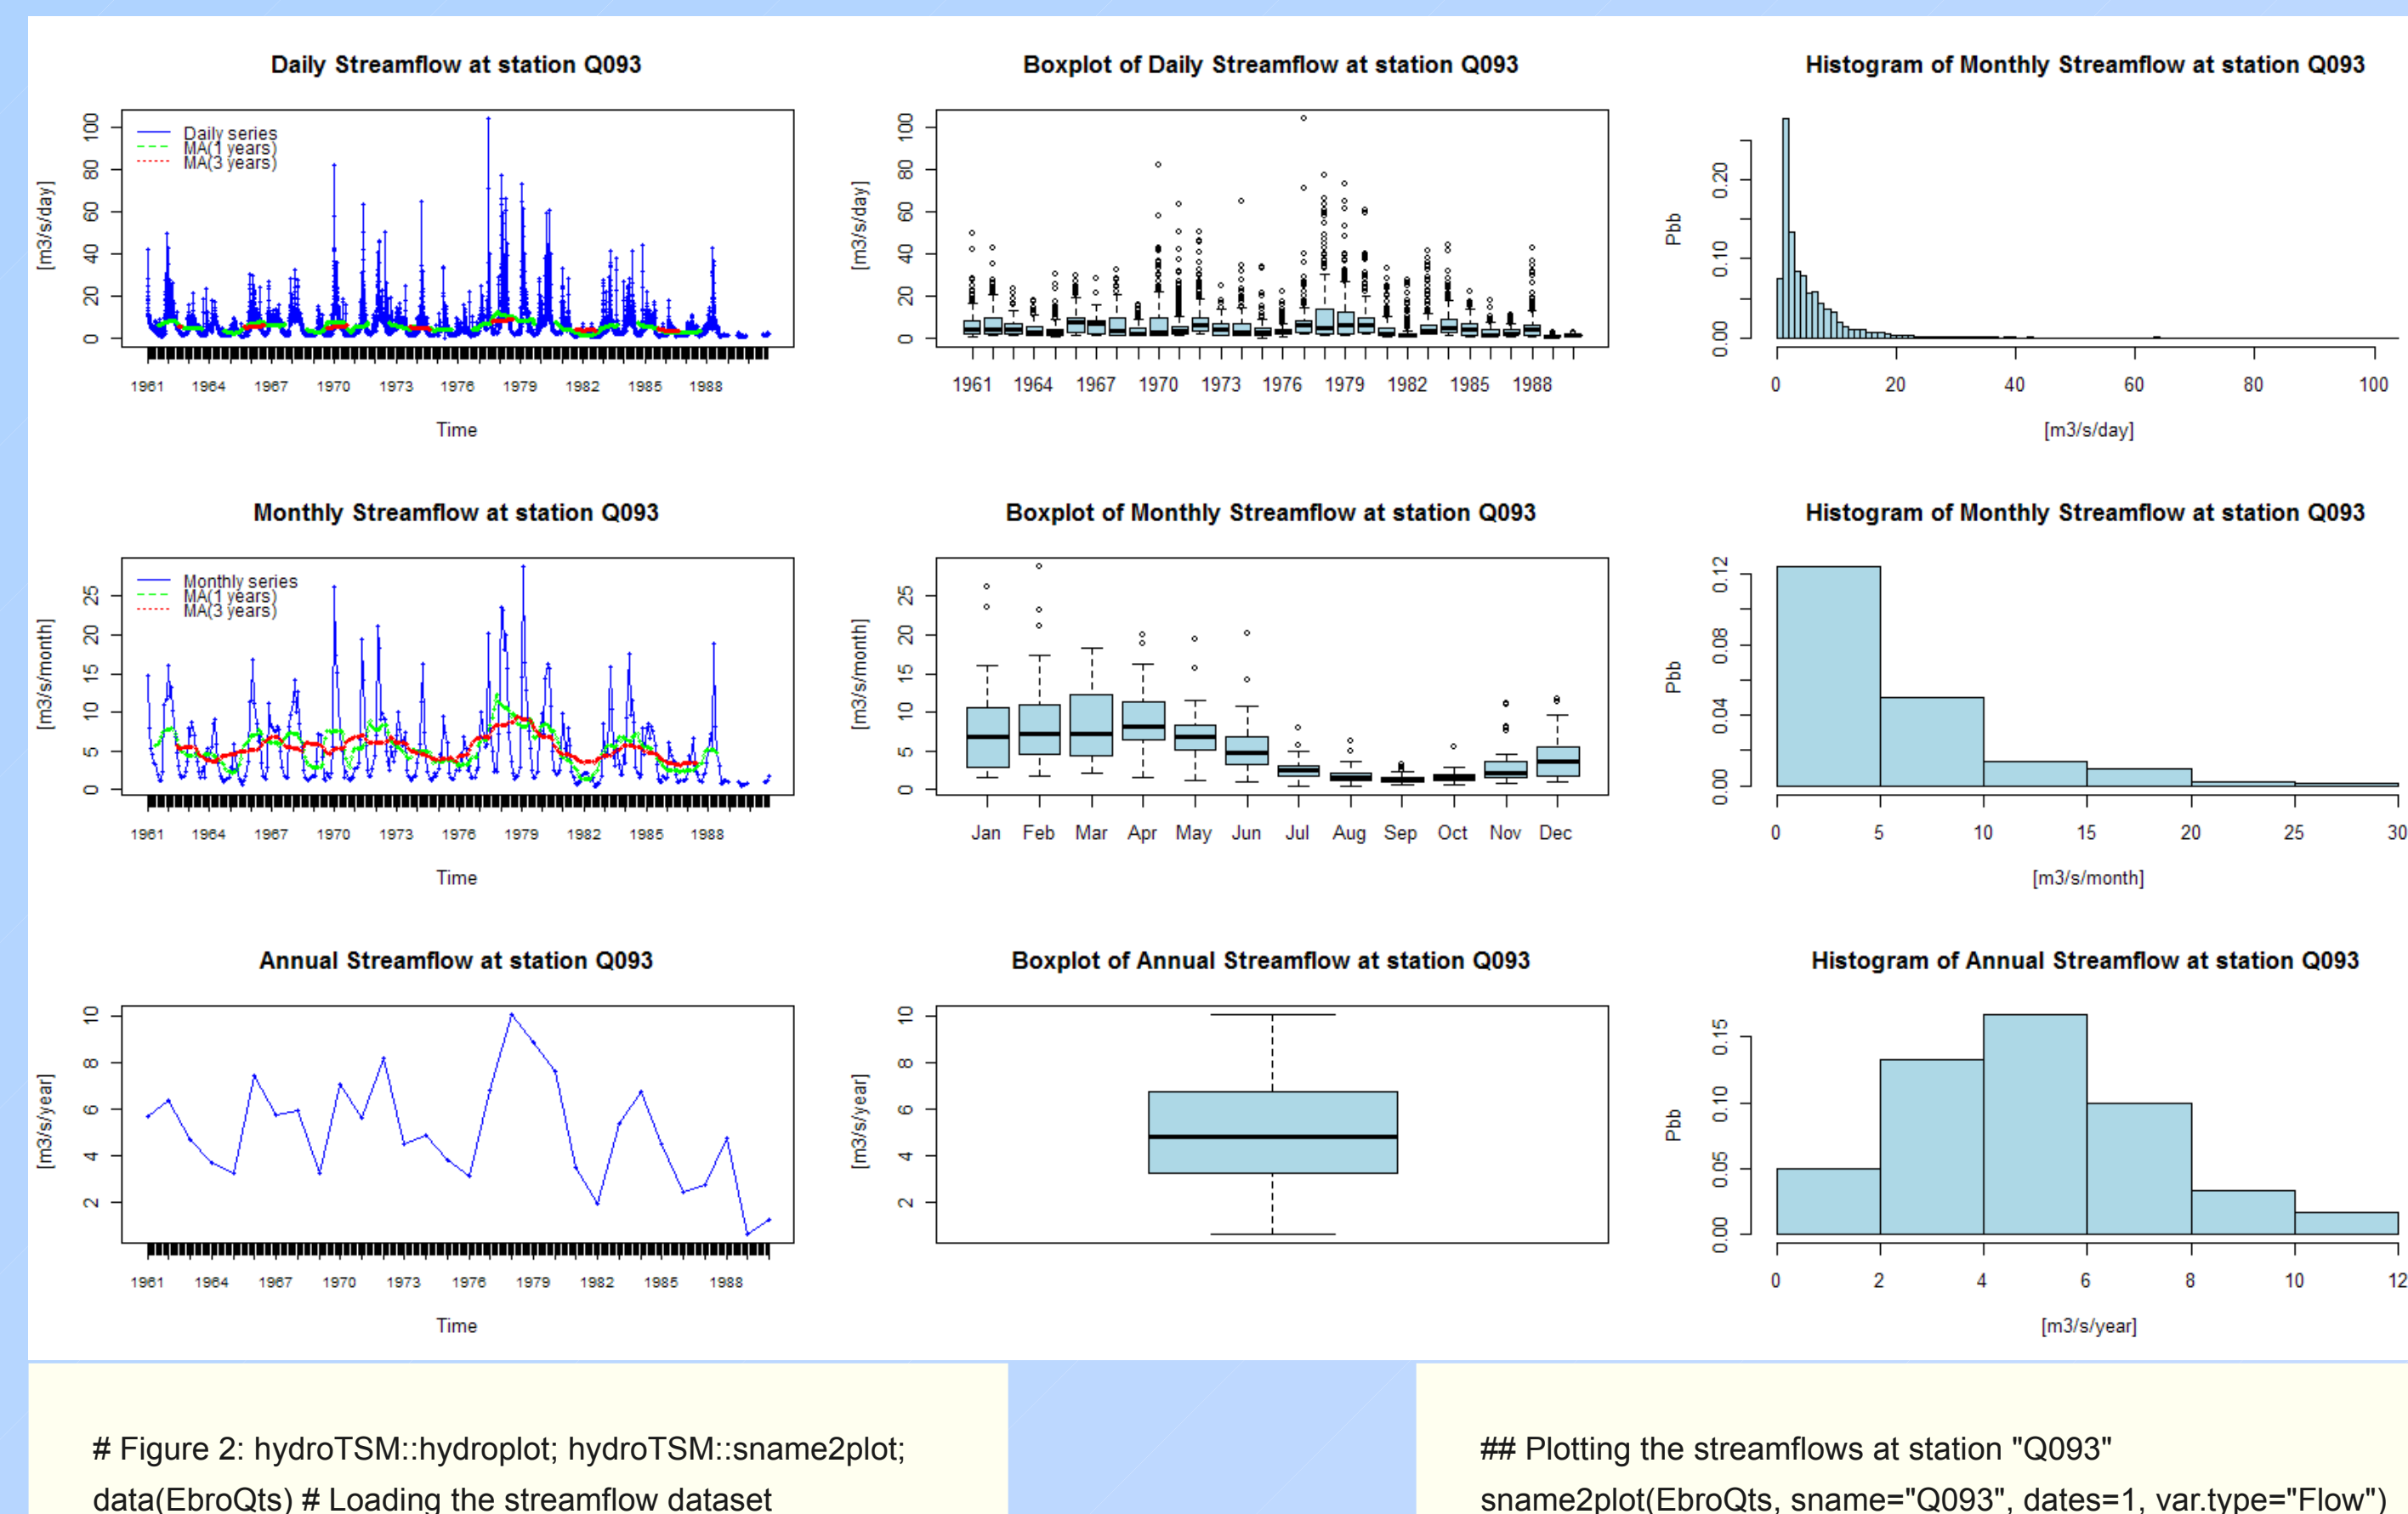 Daily Streamflow at station Q093
[m3/s/day]
0 20 40 60 80 100
Daily series
MA(1 years)
MA(3 years)
1961 1964 1967 1970 1973 1976 1979 1982 1985 1988
Time
Boxplot of Daily Streamflow at station Q093
[m3/s/day]
0 20 40 60 80 100
1961 1964 1967 1970 1973 1976 1979 1982 1985 1988
Histogram of Monthly Streamflow at station Q093
Pbb
0.00 0.10 0.20
0 20 40 60 80 100
[m3/s/day]
Monthly Streamflow at station Q093
[m3/s/month]
0 5 10 15 20 25
Monthly series
MA(1 years)
MA(3 years)
1961 1964 1967 1970 1973 1976 1979 1982 1985 1988
Time
Boxplot of Monthly Streamflow at station Q093
[m3/s/month]
0 5 10 15 20 25
Jan Feb Mar Apr May Jun Jul Aug Sep Oct Nov Dec
Histogram of Monthly Streamflow at station Q093
Pbb
0.00 0.04 0.08 0.12
0 5 10 15 20 25 30
[m3/s/month]
Annual Streamflow at station Q093
[m3/s/year]
2 4 6 8 10
1961 1964 1967 1970 1973 1976 1979 1982 1985 1988
Time
Boxplot of Annual Streamflow at station Q093
[m3/s/year]
2 4 6 8 10
Histogram of Annual Streamflow at station Q093
Pbb
0.00 0.05 0.10 0.15
0 2 4 6 8 10 12
[m3/s/year]
# Figure 2: hydroTSM::hydroplot; hydroTSM::sname2plot;
data(EbroQts) # Loading the streamflow dataset
## Plotting the streamflows at station "Q093"
sname2plot(EbroQts, sname="Q093", dates=1, var.type="Flow")